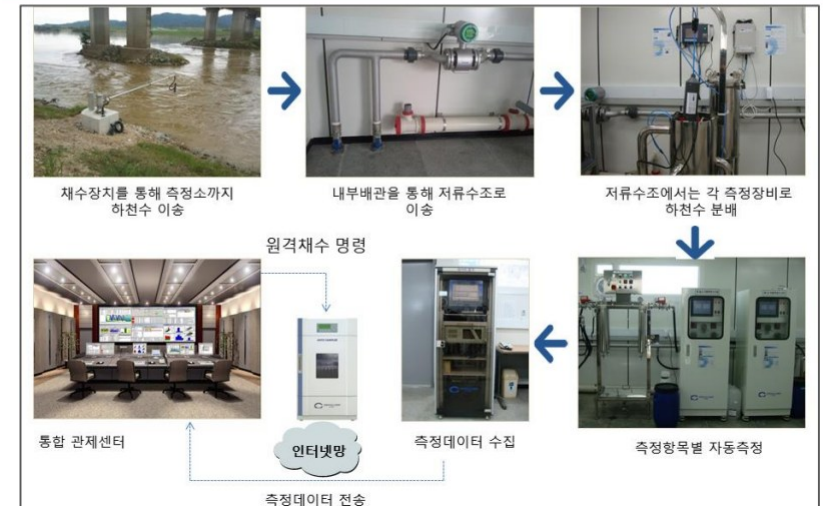 채수장치를 통해 측정소까지
하천수 이송
내부배관을 통해 저류수조로
이송
저류수조에서는 각 측정장비로
하천수 분배
원격채수 명령
통합 관제센터
인터넷망
측정데이터 수집
측정항목별 자동측정
측정데이터 전송